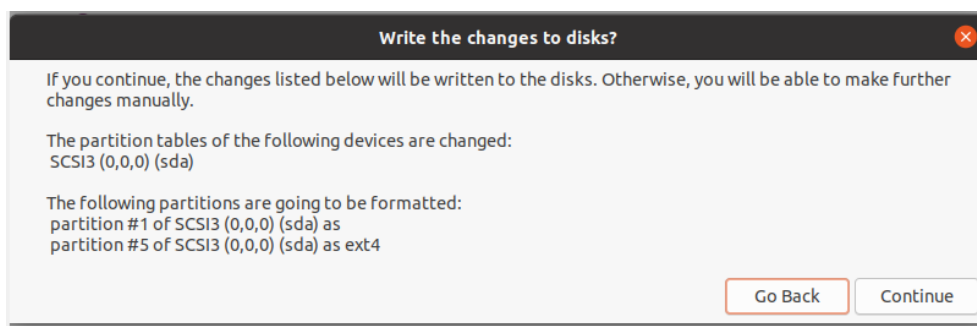 Write the changes to disks?
If you continue, the changes listed below will be written to the disks. Otherwise, you will be able to make further
changes manually.
The partition tables of the following devices are changed:
SCSI3 (0,0,0) (sda)
The following partitions are going to be formatted:
partition #1 of SCSI3 (0,0,0) (sda) as
partition #5 of SCSI3 (0,0,0) (sda) as ext4
Go Back Continue